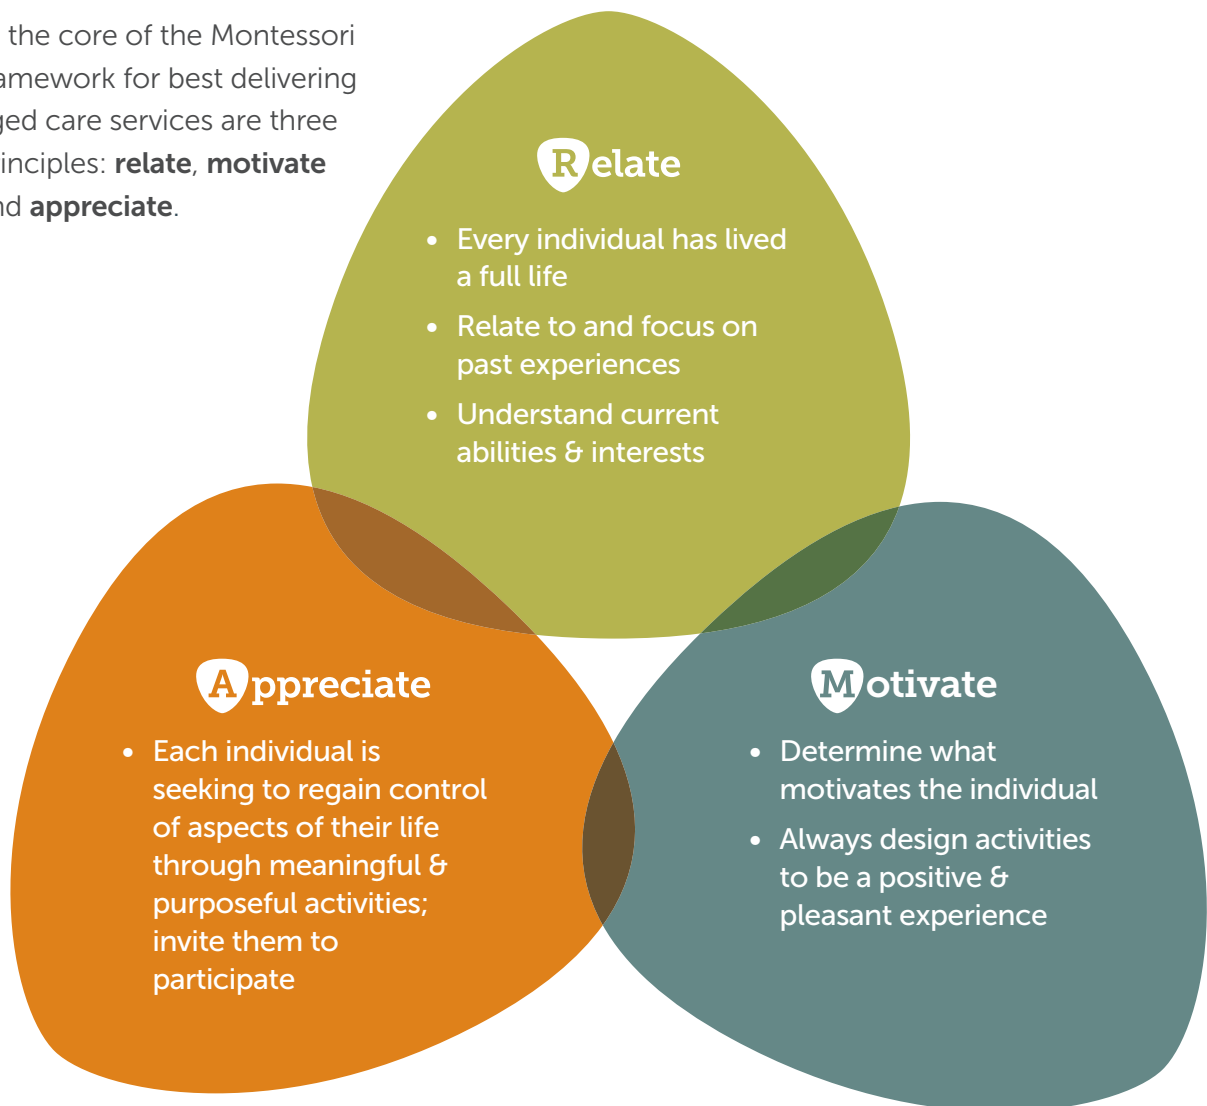 the core of the Montessori
amework for best delivering
ged care services are three
inciples: relate, motivate
nd appreciate.
Relate
• Every individual has lived
a full life
• Relate to and focus on
past experiences
• Understand current
abilities & interests
Appreciate
• Each individual is
seeking to regain control
of aspects of their life
through meaningful &
purposeful activities;
invite them to
participate
Motivate
• Determine what
motivates the individual
• Always design activities
to be a positive &
pleasant experience